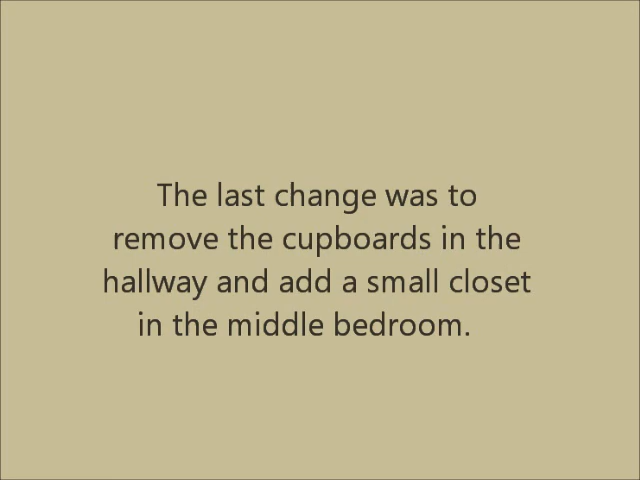 The last change was to
remove the cupboards in the
hallway and add a small closet
in the middle bedroom.